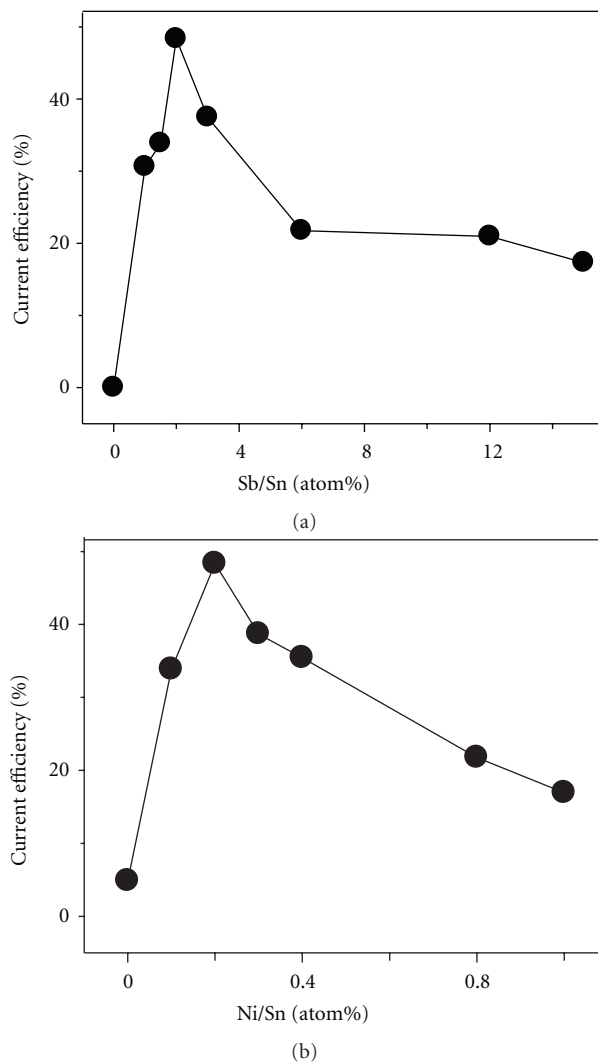 40
20
0
Current efficiency (%)
0 4 8 12
Sb/Sn (atom%)
(a)
40
20
0
Current efficiency (%)
0 0.4 0.8
Ni/Sn (atom%)
(b)